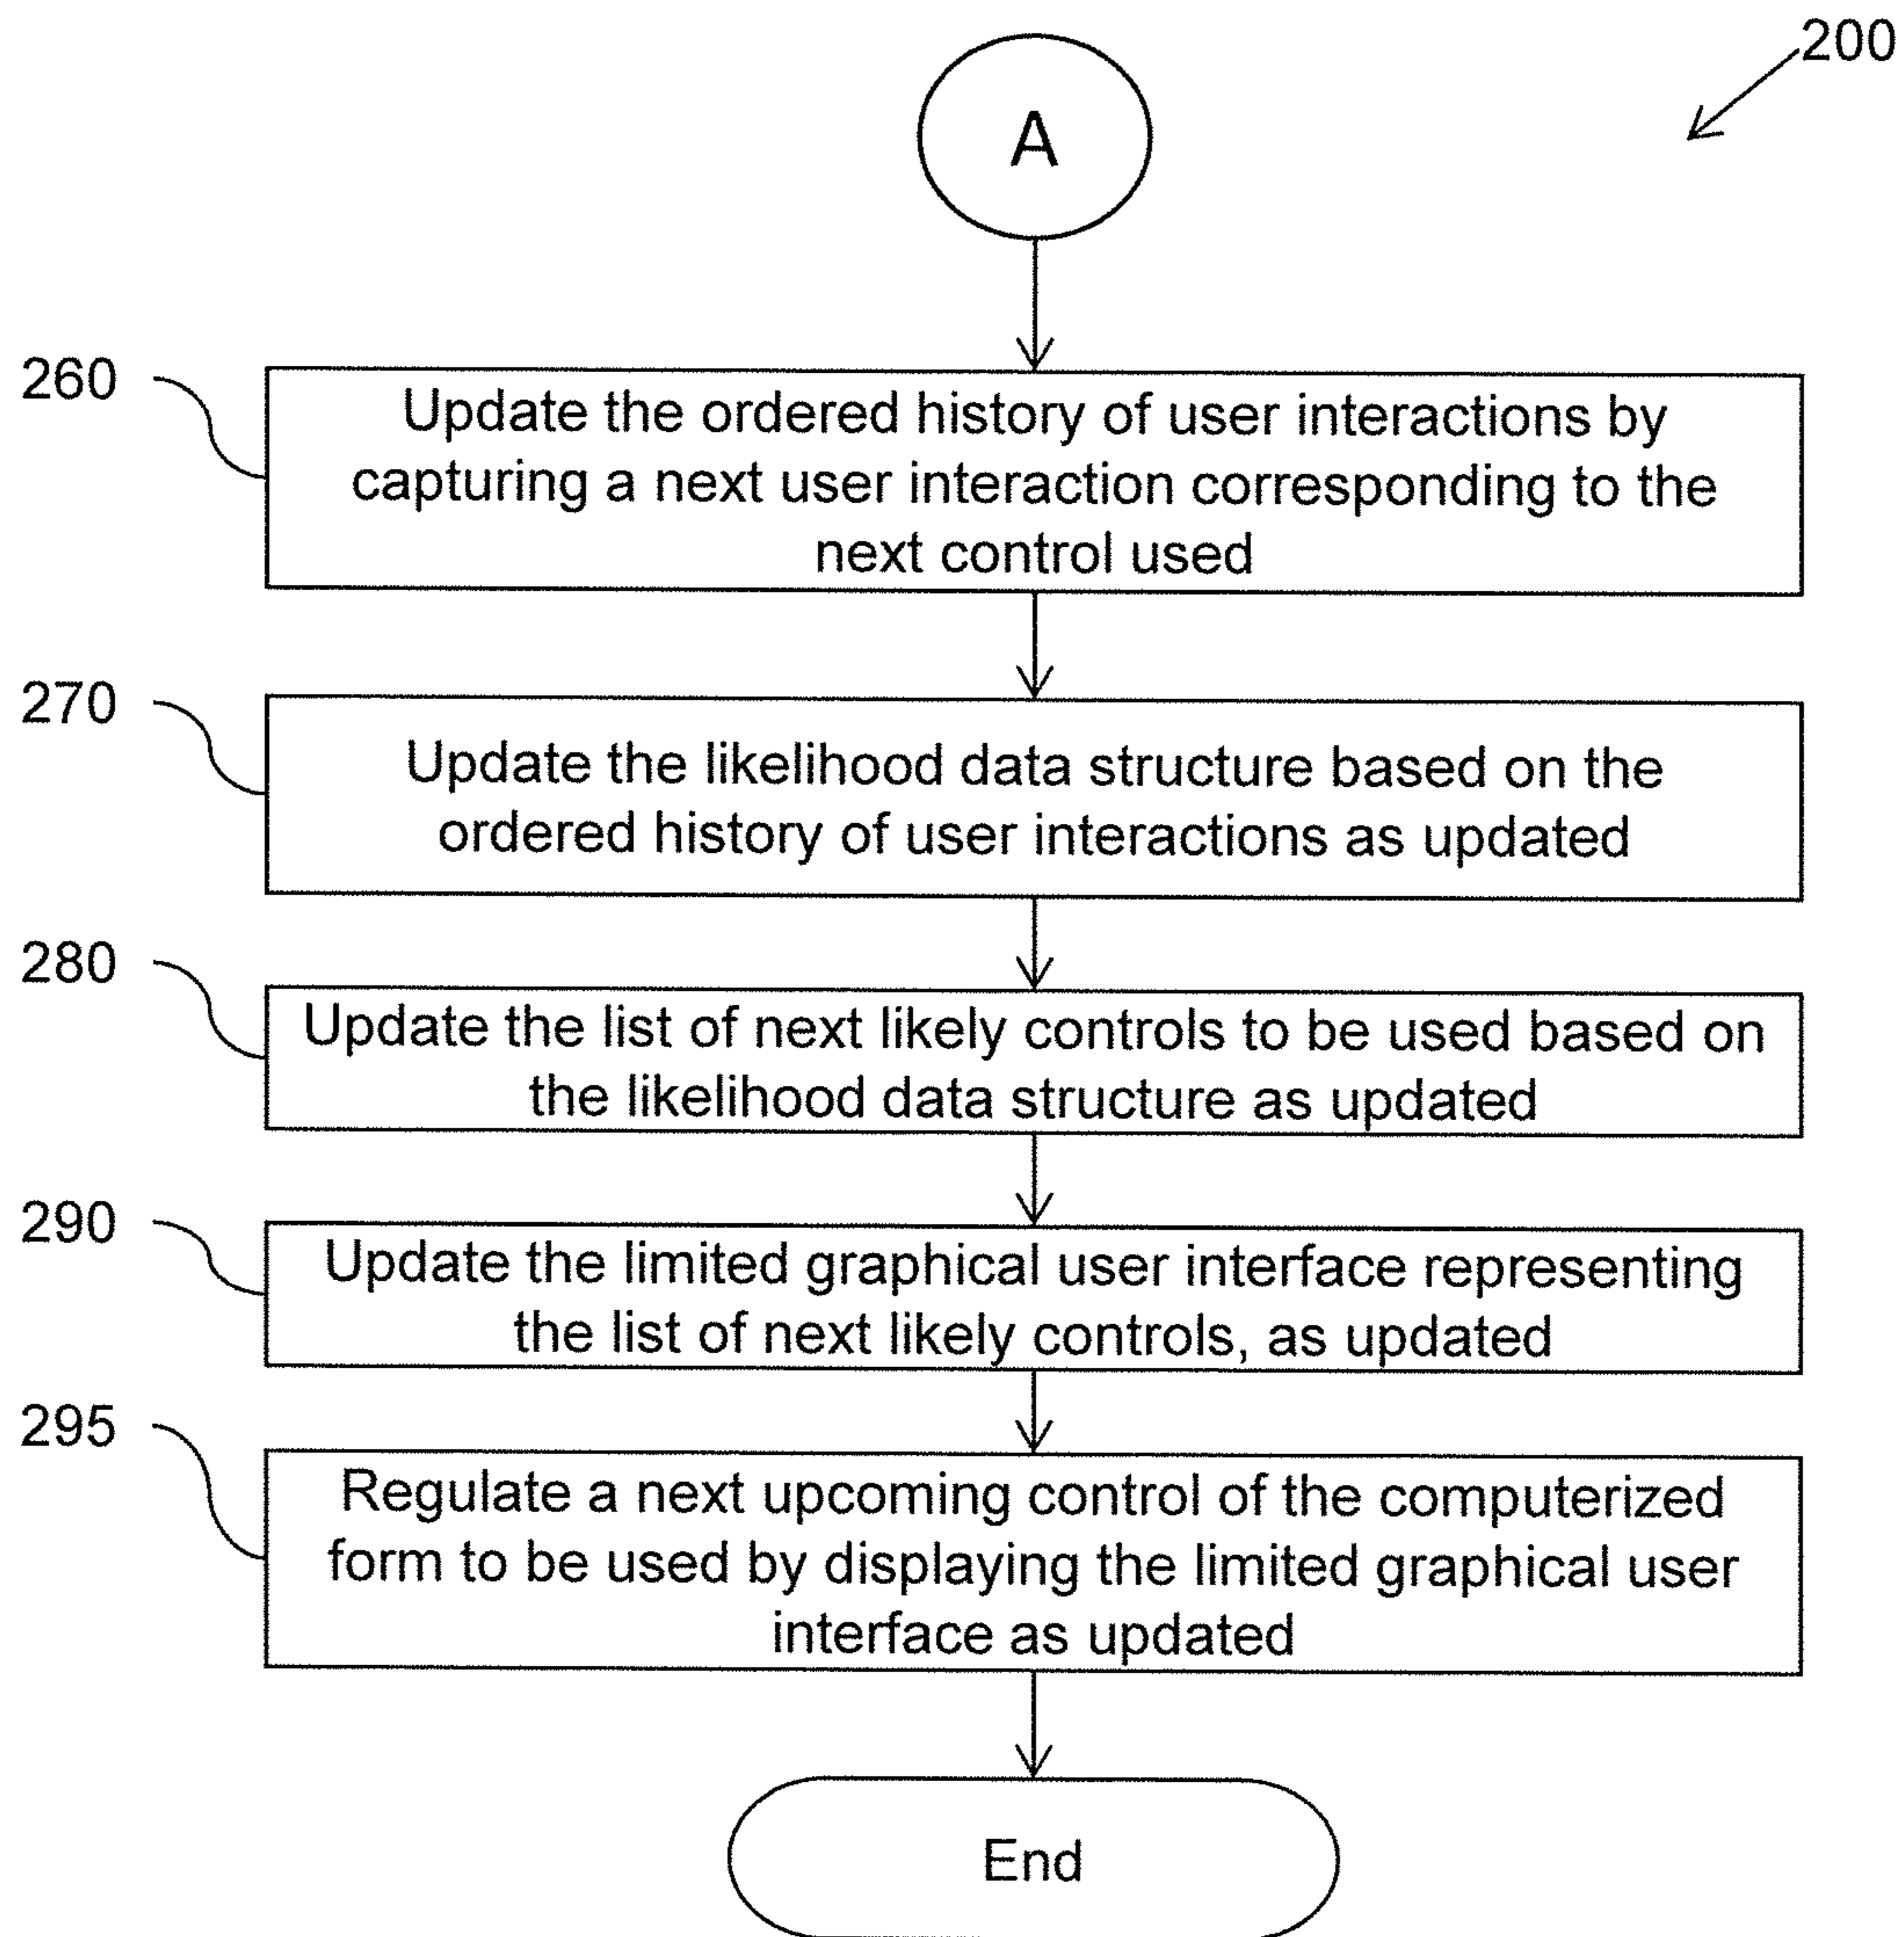 200
A
260
Update the ordered history of user interactions by
capturing a next user interaction corresponding to the
next control used
270
Update the likelihood data structure based on the
ordered history of user interactions as updated
280
Update the list of next likely controls to be used based on
the likelihood data structure as updated
290
Update the limited graphical user interface representing
the list of next likely controls, as updated
295
Regulate a next upcoming control of the computerized
form to be used by displaying the limited graphical user
interface as updated
End